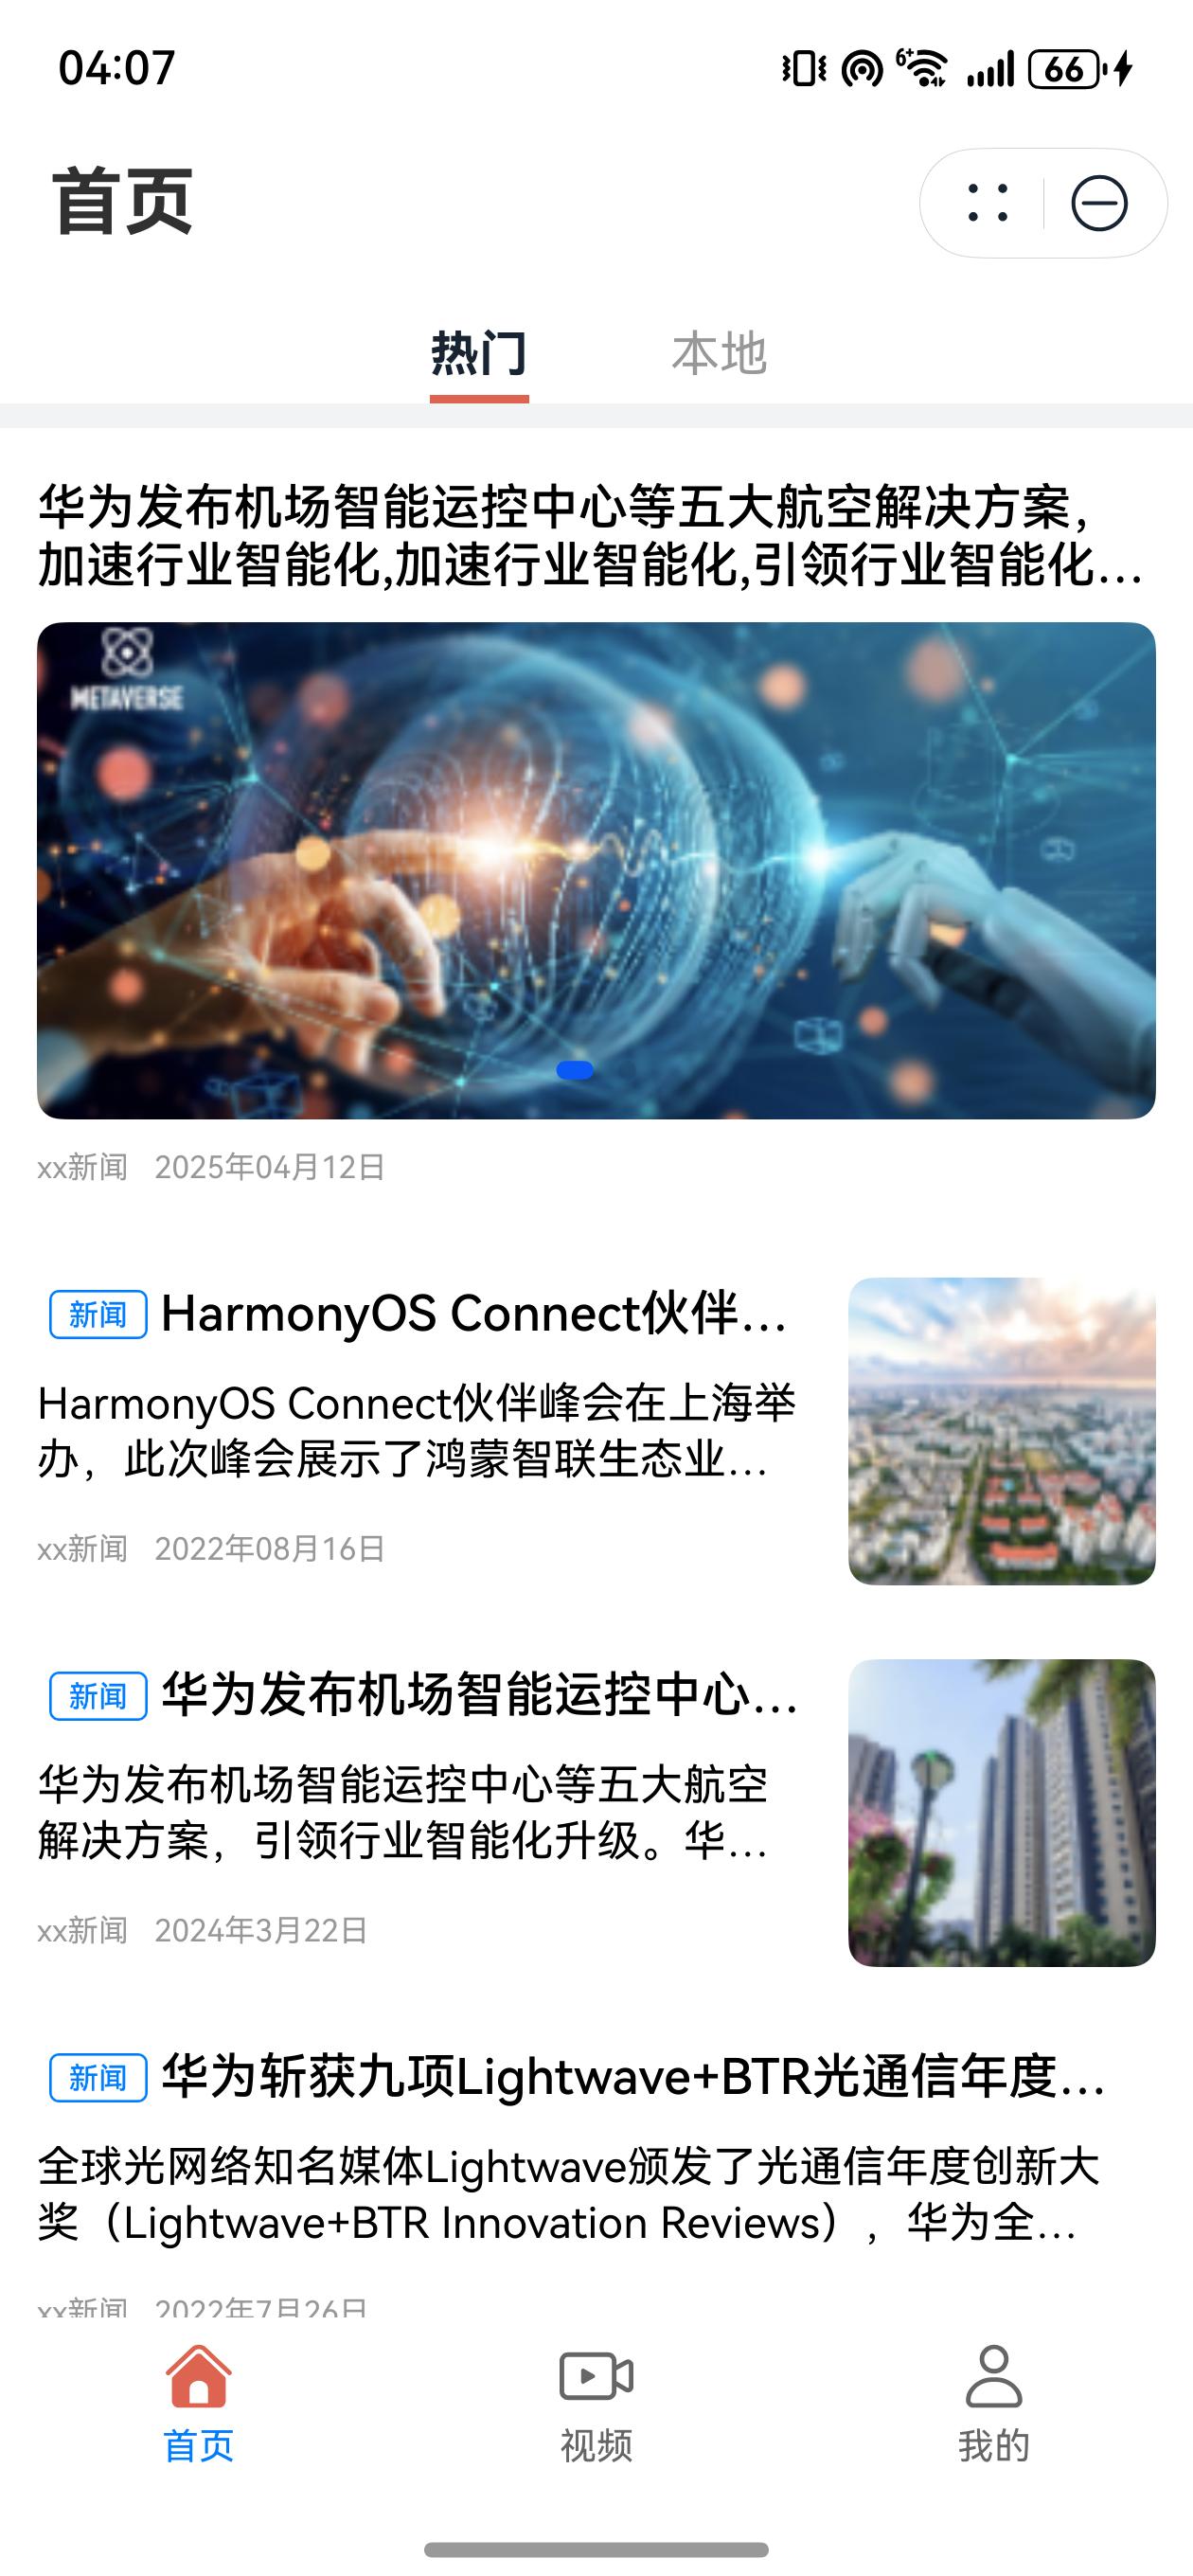 04:07
6+
66
首页
热门
本地
华为发布机场智能运控中心等五大航空解决方案，
加速行业智能化,加速行业智能化,引领行业智能化...
METAVERSE
xx新闻 2025年04月12日
新闻 HarmonyOS Connect伙伴...
HarmonyOS Connect伙伴峰会在上海举
办，此次峰会展示了鸿蒙智联生态业...
xx新闻 2022年08月16日
新闻 华为发布机场智能运控中心...
华为发布机场智能运控中心等五大航空
解决方案，引领行业智能化升级。华...
xx新闻 2024年3月22日
新闻 华为斩获九项Lightwave+BTR光通信年度...
全球光网络知名媒体Lightwave颁发了光通信年度创新大
奖（Lightwave+BTR Innovation Reviews），华为全...
xx新闻 2022年7月26日
首页
视频
我的